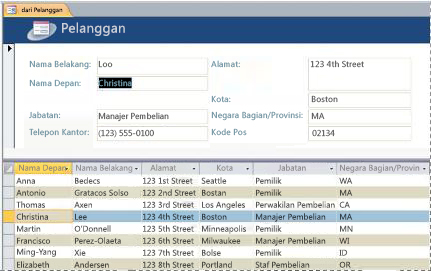 dari Pelanggan
Pelanggan
Nama Belakang: Loo Alamat: 123 4th Street
Nama Depan: Christina
Kota: Boston
Jabatan: Manajer Pembelian Negara Bagian/Provinsi: MA
Telepon Kantor: (123) 555-0100 Kode Pos 02134
Nama Depan Nama Belakang Alamat Kota Jabatan Negara Bagian/Provin
Anna Bedecs 123 1st Street Seattle Pemilik WA
Antonio Gratacos Solso 123 2nd Street Bostan Pemilik MA
Thomas Axen 123 3rd Street Los Angeles Perwakilan Pembelian CA
Christina Lee 123 4th Street Boston Manajer Pembelian MA
Martin O'Donnell 123 5th Street Minneapolis Pemilik MN
Francisco Perez-Olaeta 123 6th Street Milwaukee Manajer Pembelian WI
Ming-Yang Xie 123 7th Street Bolse Pemilik ID
Elizabeth Andersen 123 8th Street Portland Staf Pembelian OR